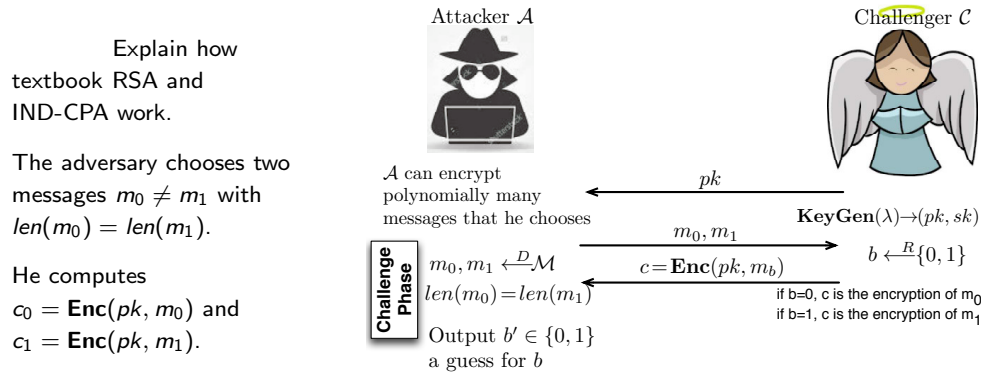 Explain how
textbook RSA and
IND-CPA work.
The adversary chooses two
messages m₀ ≠ m₁ with
len(m₀) = len(m₁).
He computes
c₀ = Enc(pk, m₀) and
c₁ = Enc(pk, m₁).
Attacker 𝒜
Challenger 𝒞
shutterstock
𝒜 can encrypt
polynomially many
messages that he chooses
pk
KeyGen(λ)→(pk, sk)
m₀, m₁
b ←ᴿ {0, 1}
c = Enc(pk, m_b)
Challenge
Phase
m₀, m₁ ←ᴰ ℳ
len(m₀)=len(m₁)
if b=0, c is the encryption of m₀
if b=1, c is the encryption of m₁
Output b′ ∈ {0, 1}
a guess for b